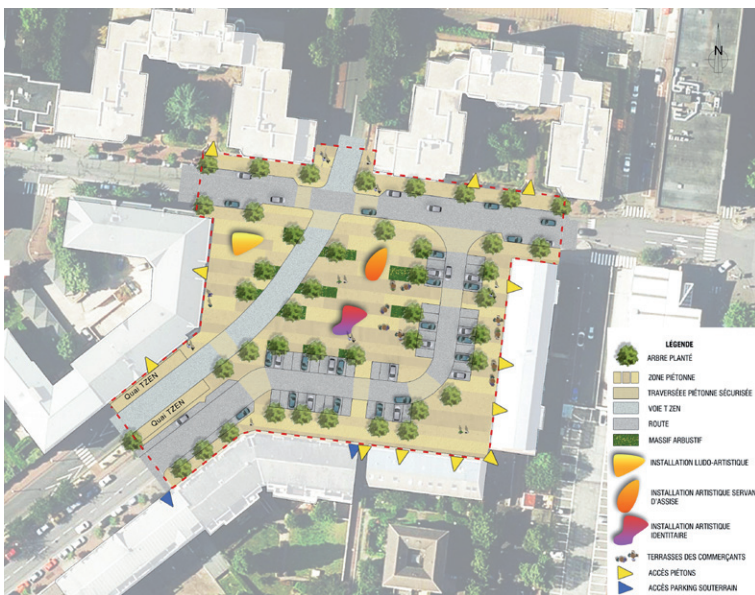 N
Quai TZEN
Quai TZEN
LÉGENDE
ARBRE PLANTÉ
ZONE PIÉTONNE
TRAVERSÉEE PIÉTONNE SÉCURISÉE
VOIE T ZEN
ROUTE
MASSIF ARBUSTIF
INSTALLATION LUDO-ARTISTIQUE
INSTALLATION ARTISTIQUE SERVAN
D'ASSISE
INSTALLATION ARTISTIQUE
IDENTITAIRE
TERRASSES DES COMMERÇANTS
ACCÈS PIÉTONS
ACCÈS PARKING SOUTERRAIN